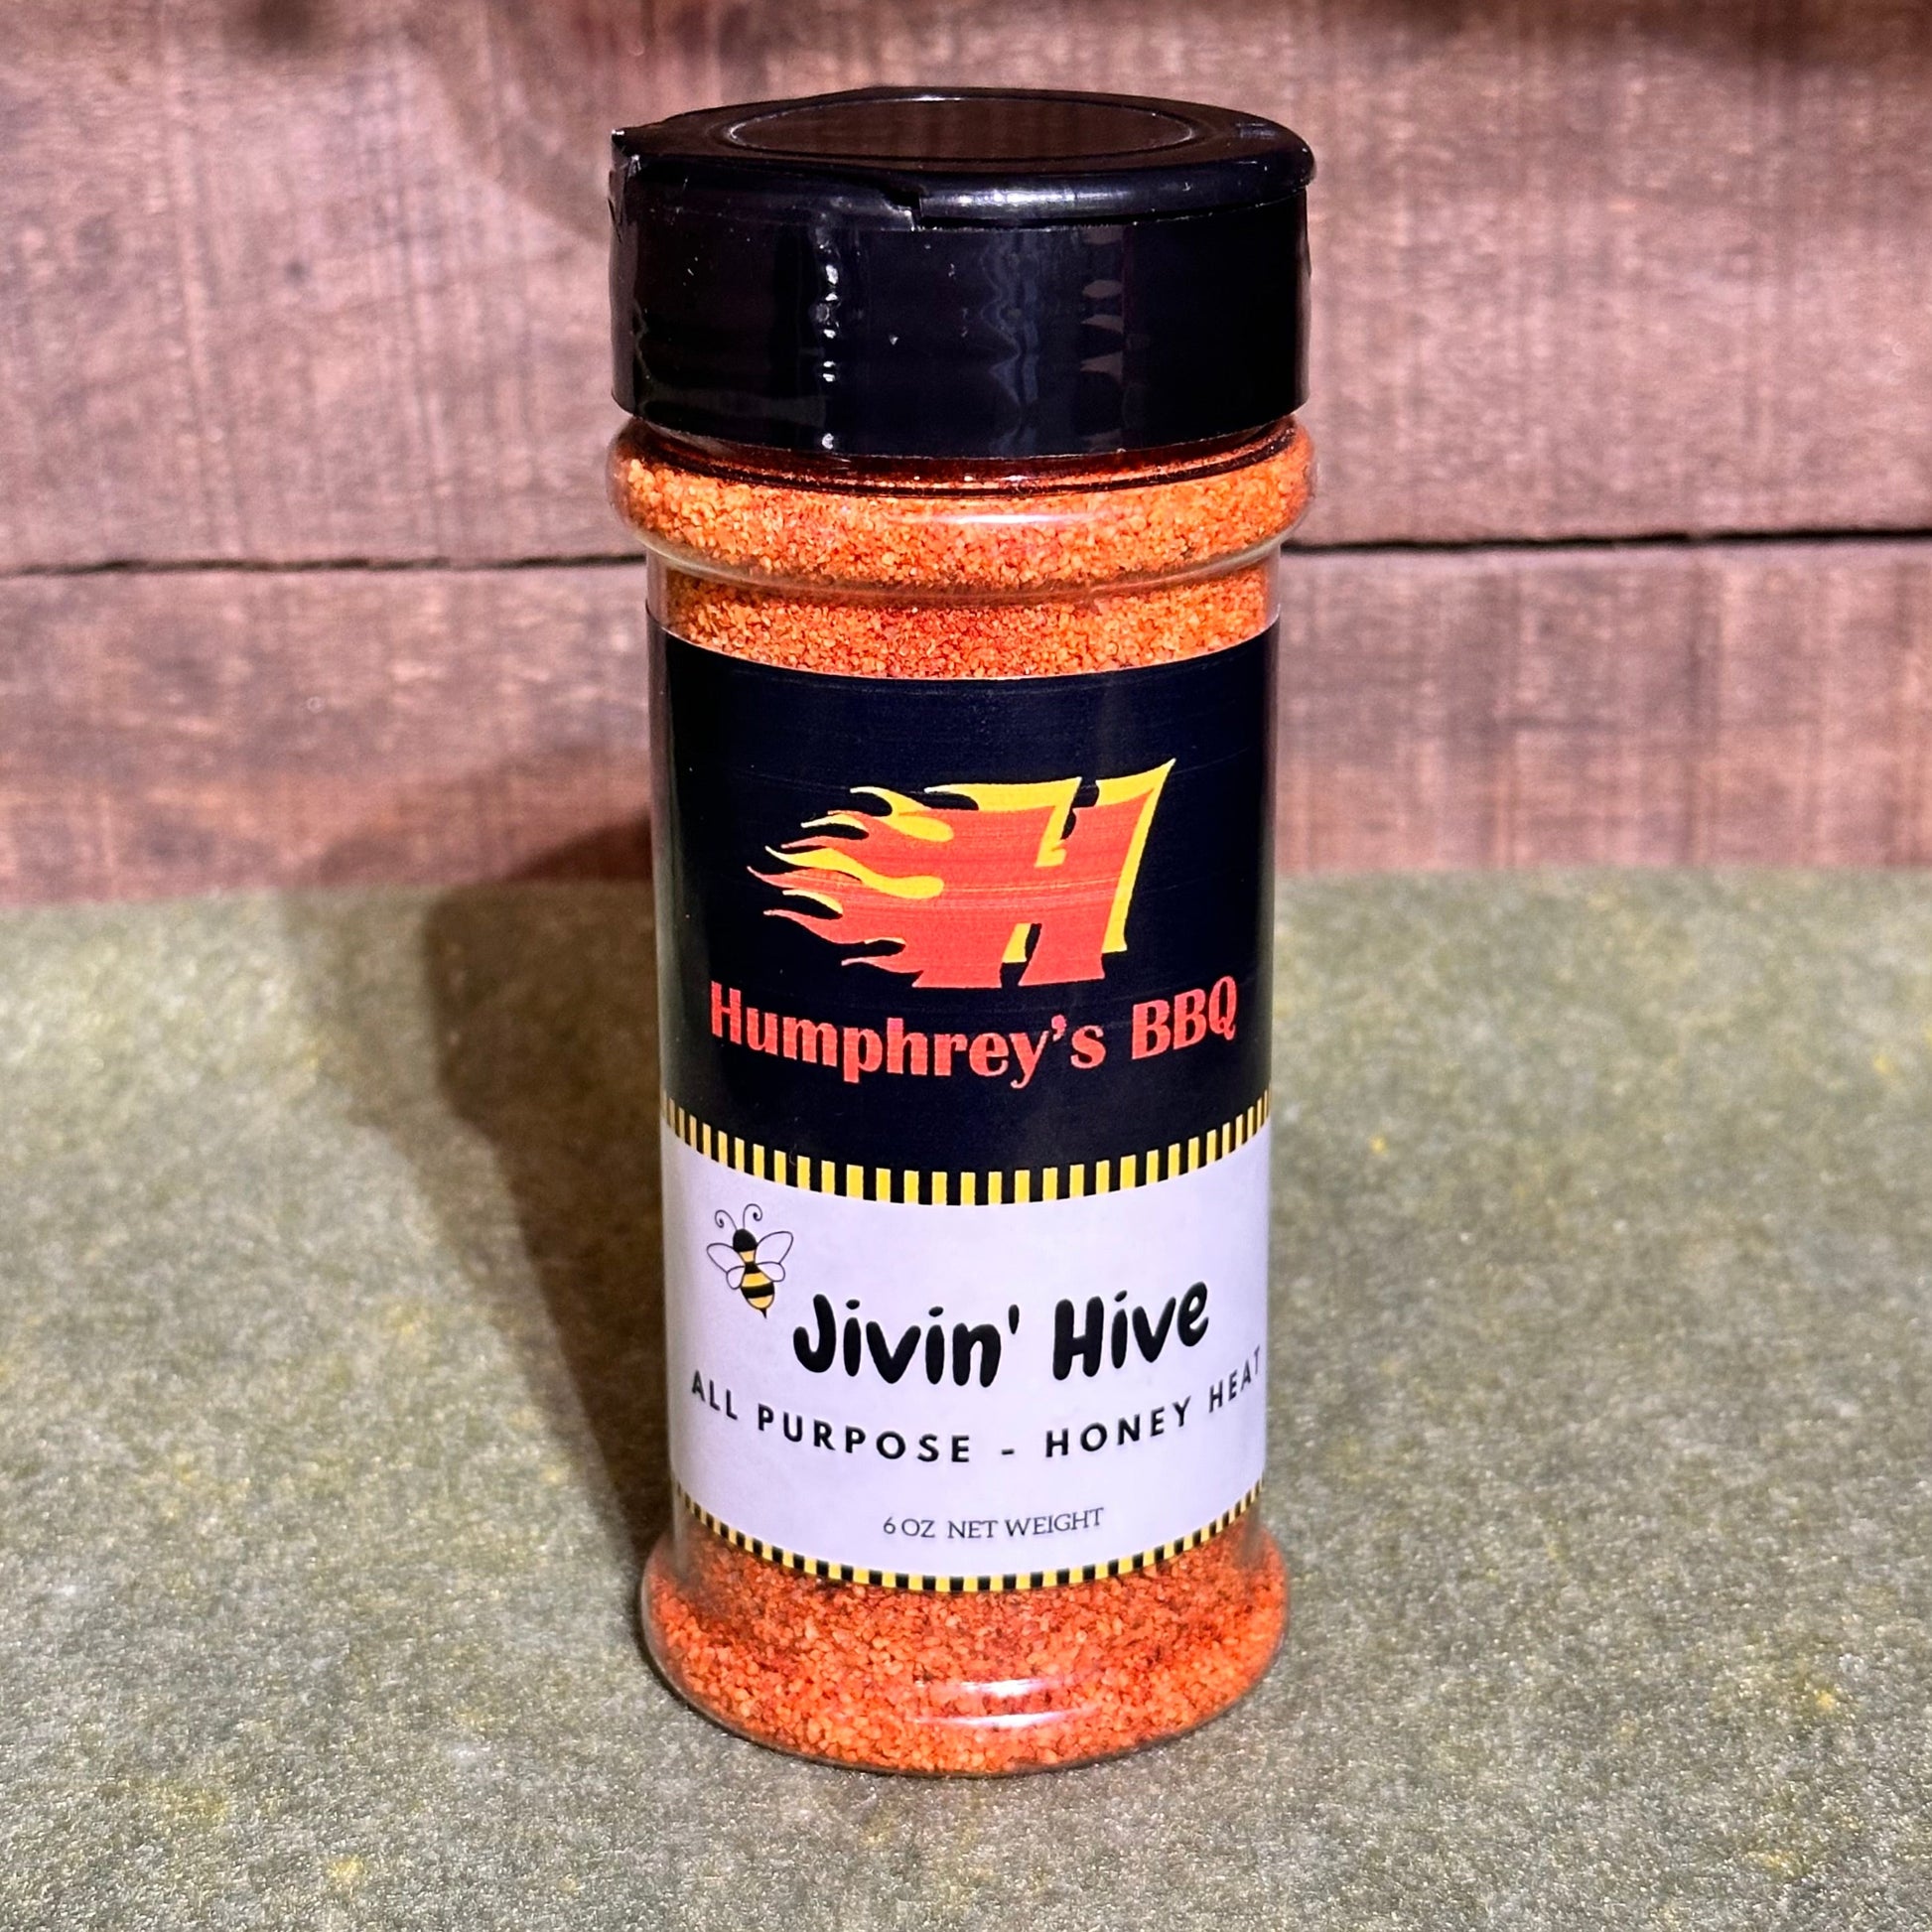 H
Humphrey's BBQ
Jivin' Hive
ALL PURPOSE - HONEY HEAT
6 OZ NET WEIGHT